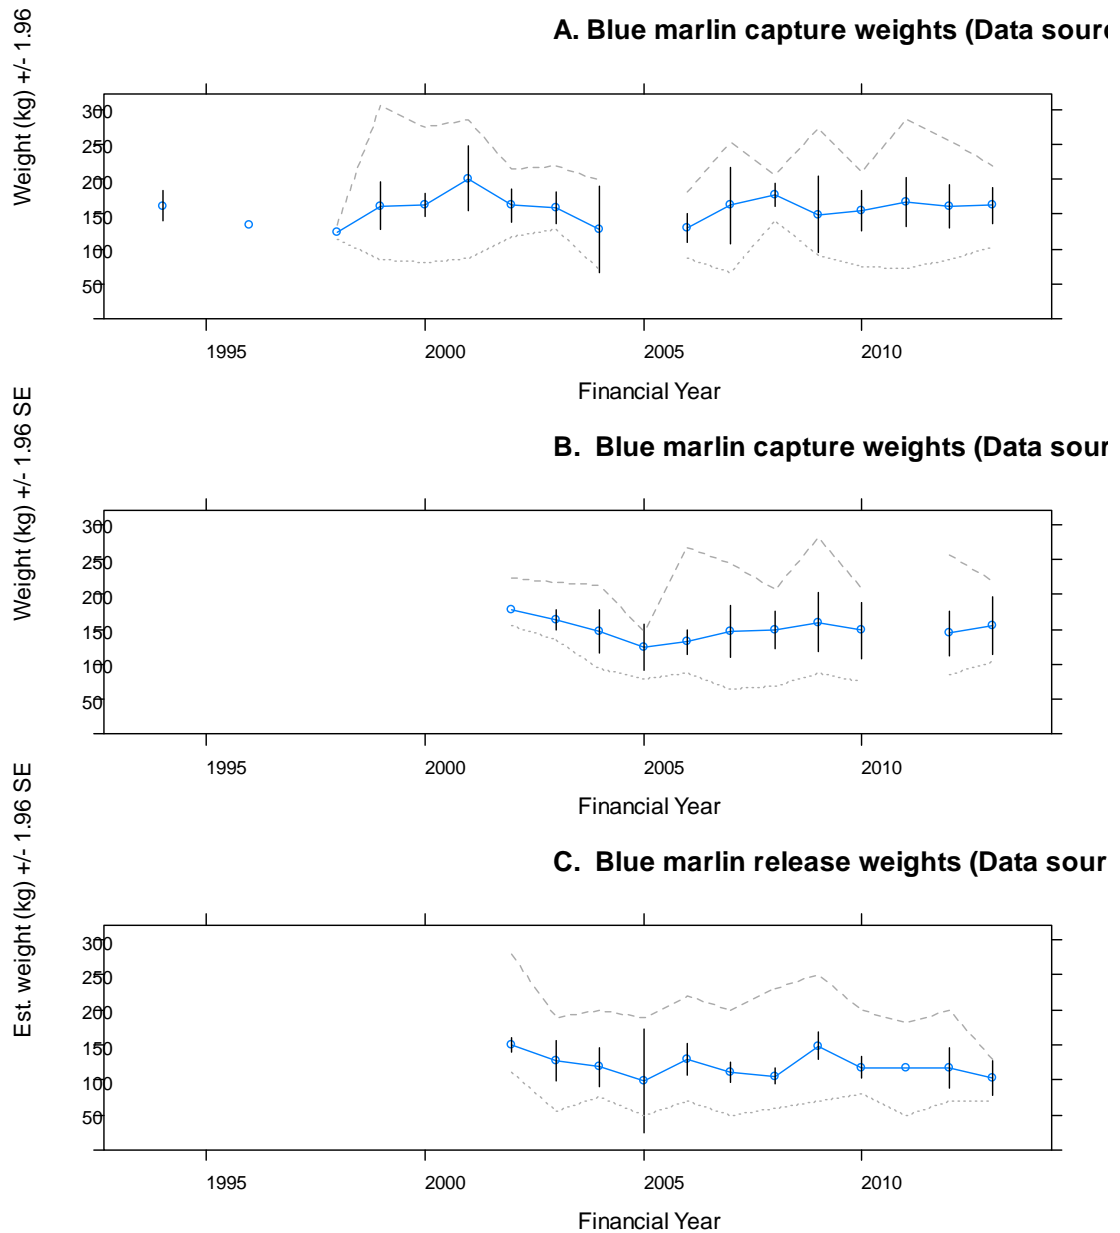 A. Blue marlin capture weights (Data sourc
Weight (kg) +/- 1.96
300
250
200
150
100
50
1995 2000 2005 2010
Financial Year
B. Blue marlin capture weights (Data sour
Weight (kg) +/- 1.96 SE
300
250
200
150
100
50
1995 2000 2005 2010
Financial Year
C. Blue marlin release weights (Data sour
Est. weight (kg) +/- 1.96 SE
300
250
200
150
100
50
1995 2000 2005 2010
Financial Year